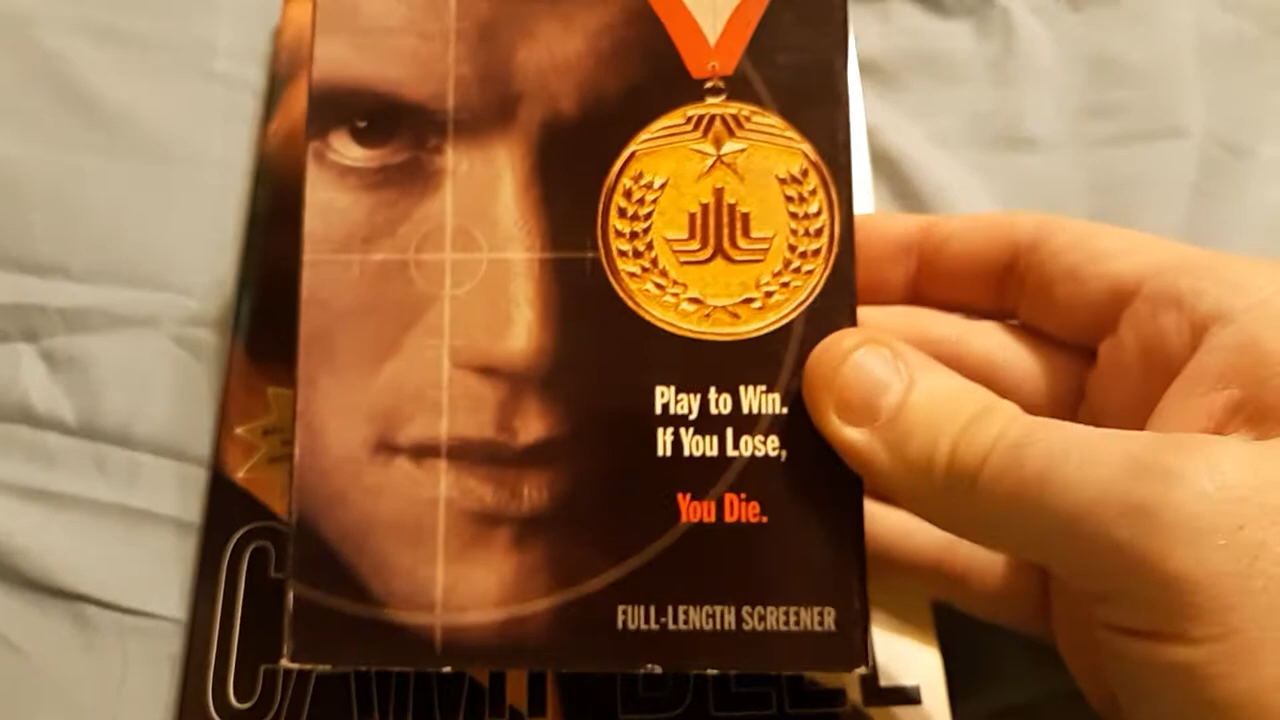 Play to Win.
If You Lose,
You Die.
FULL-LENGTH SCREENER